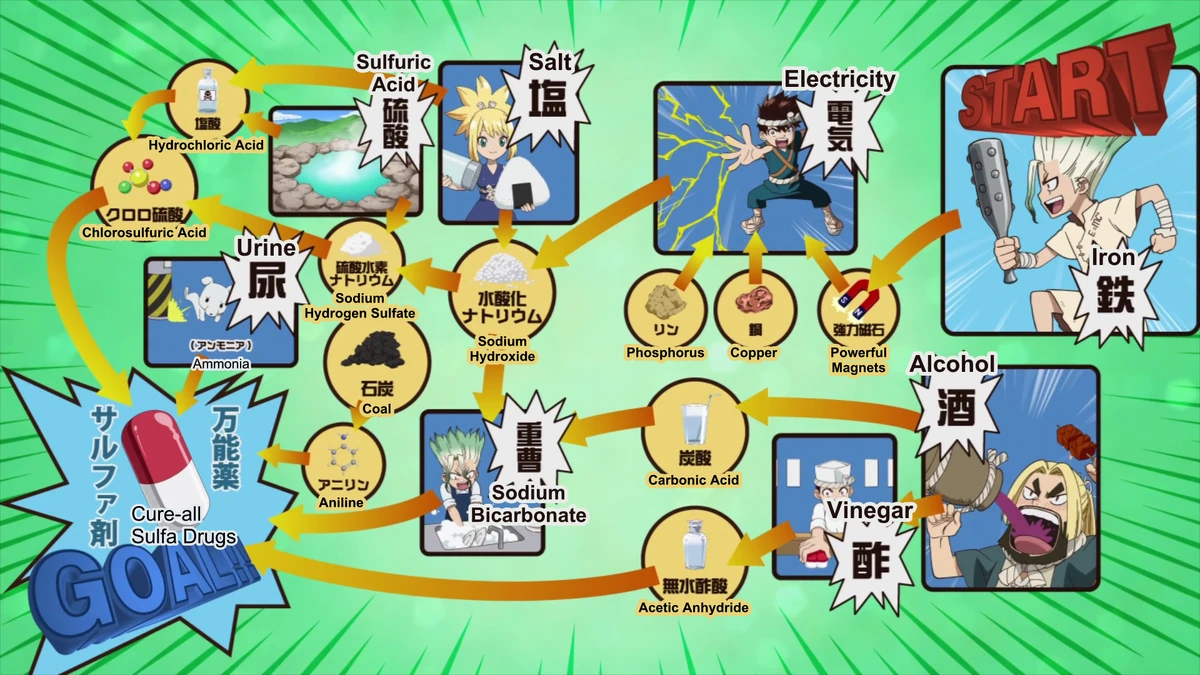 START
Iron
鉄
Electricity
電気
リン
Phosphorus
銅
Copper
強力磁石
Powerful
Magnets
S
N
E=MC²
Salt
塩
Sulfuric
Acid
硫酸
塩酸
Hydrochloric Acid
クロロ硫酸
Chlorosulfuric Acid
硫酸水素
ナトリウム
Sodium
Hydrogen Sulfate
水酸化
ナトリウム
Sodium
Hydroxide
Urine
尿
(・アンモニア)
Ammonia
石炭
Coal
アニリン
Aniline
重曹
Sodium
Bicarbonate
炭酸
Carbonic Acid
Alcohol
酒
Vinegar
酢
無水酢酸
Acetic Anhydride
万能薬
サルファ剤
Cure-all
Sulfa Drugs
GOAL!!